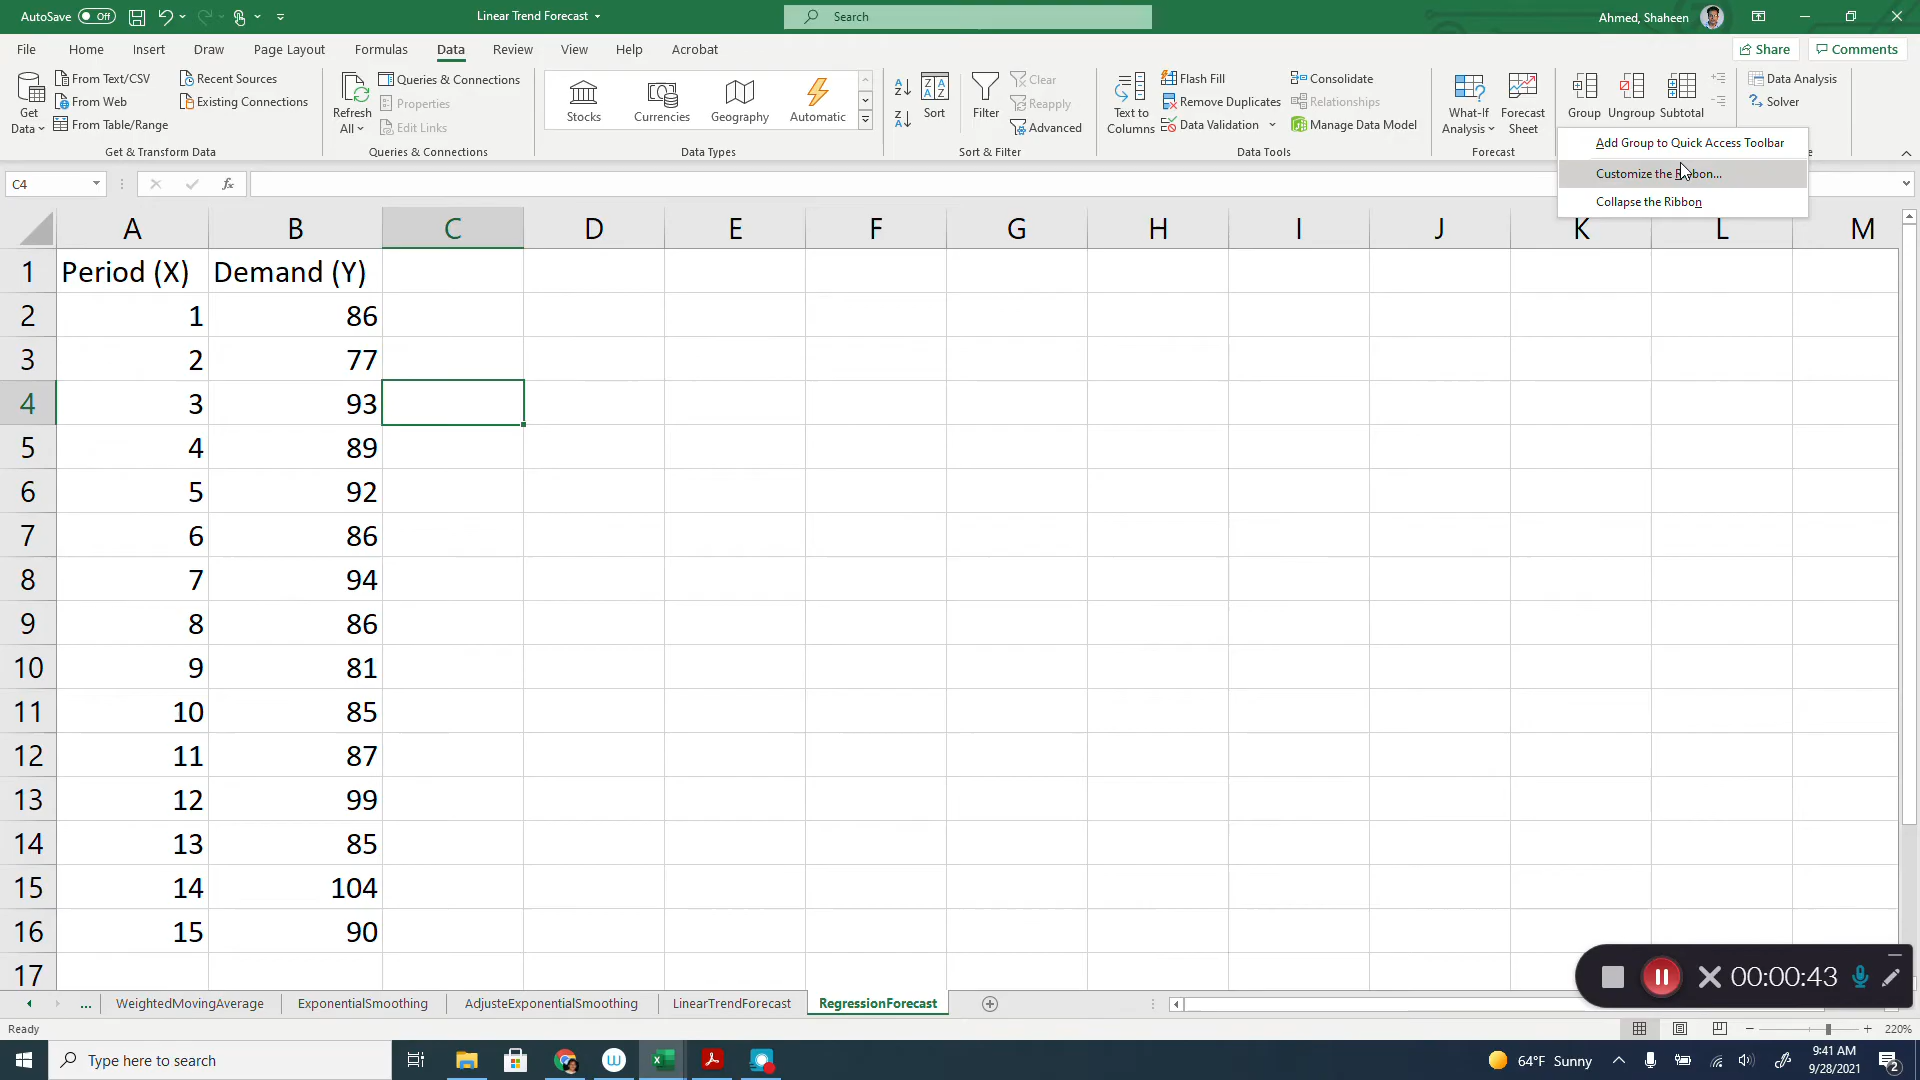 AutoSave Off Linear Trend Forecast Search Ahmed, Shaheen
File Home Insert Draw Page Layout Formulas Data Review View Help Acrobat Share Comments
Get Data From Text/CSV Recent Sources
From Web Existing Connections
From Table/Range
Get & Transform Data
Refresh All Queries & Connections
Properties
Edit Links
Queries & Connections
Stocks Currencies Geography Automatic
Data Types
Sort Filter Clear
Reapply
Advanced
Sort & Filter
Text to Columns Flash Fill Consolidate
Remove Duplicates Relationships
Data Validation Manage Data Model
Data Tools
What-If Analysis Forecast Sheet
Forecast
Group Ungroup Subtotal
Data Analysis
Solver
Add Group to Quick Access Toolbar
Customize the Ribbon...
Collapse the Ribbon
C4 fx
A B C D E F G H I J K L M
1 Period (X) Demand (Y)
2 1 86
3 2 77
4 3 93
5 4 89
6 5 92
7 6 86
8 7 94
9 8 86
10 9 81
11 10 85
12 11 87
13 12 99
14 13 85
15 14 104
16 15 90
17
00:00:43
... WeightedMovingAverage ExponentialSmoothing AdjusteExponentialSmoothing LinearTrendForecast RegressionForecast
Ready 220%
Type here to search 64°F Sunny 9:41 AM
9/28/2021 2